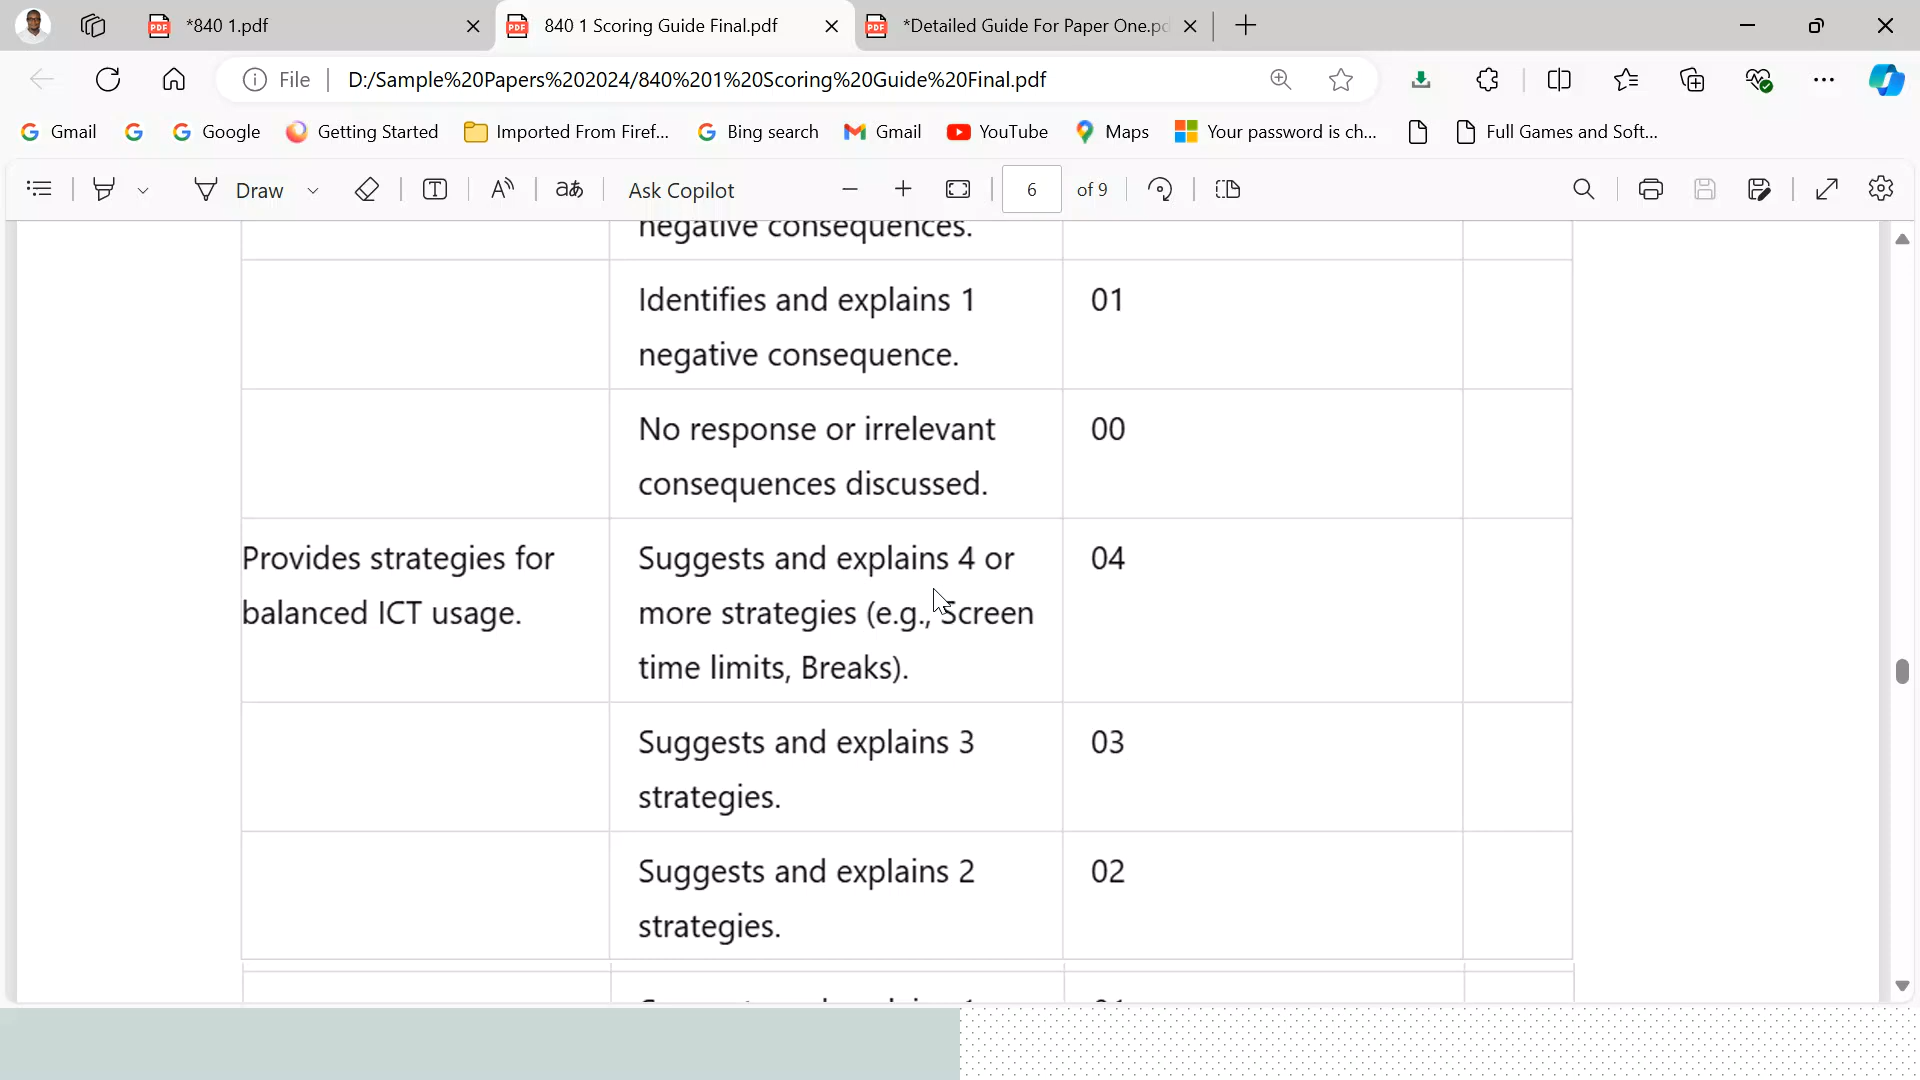 *840 1.pdf
840 1 Scoring Guide Final.pdf
*Detailed Guide For Paper One.pd
File
D:/Sample%20Papers%202024/840%201%20Scoring%20Guide%20Final.pdf
Gmail
Google
Getting Started
Imported From Firef...
Bing search
Gmail
YouTube
Maps
Your password is ch...
Full Games and Soft...
Draw
Ask Copilot
6
of 9
negative consequences.
Identifies and explains 1
01
negative consequence.
No response or irrelevant
00
consequences discussed.
Provides strategies for
balanced ICT usage.
Suggests and explains 4 or
04
more strategies (e.g., Screen
time limits, Breaks).
Suggests and explains 3
03
strategies.
Suggests and explains 2
02
strategies.